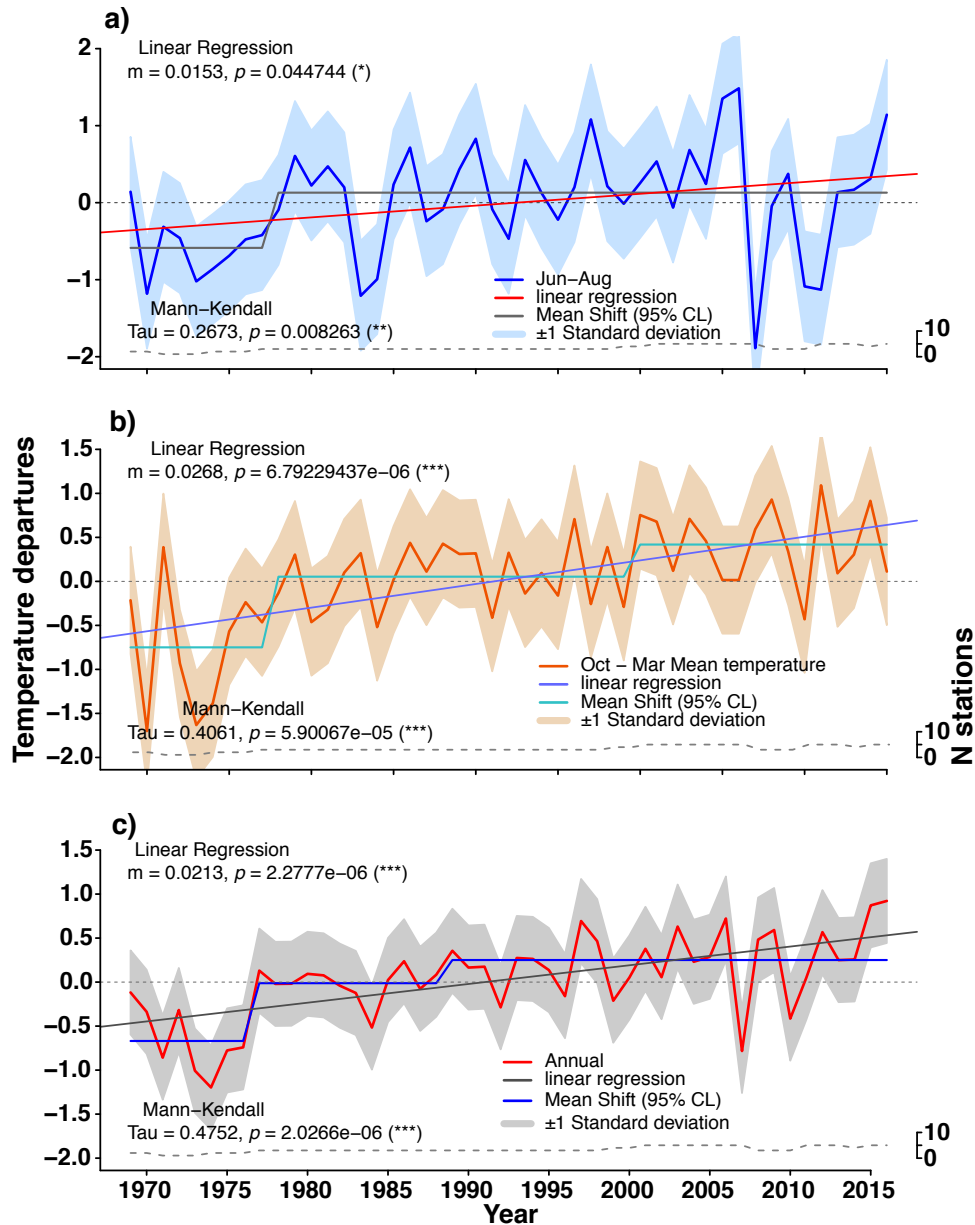 a)
Linear Regression
m = 0.0153, p = 0.044744 (*)
2
1
0
−1
−2
Jun−Aug
linear regression
Mean Shift (95% CL)
±1 Standard deviation
Mann−Kendall
Tau = 0.2673, p = 0.008263 (**)
10
0
b)
Linear Regression
m = 0.0268, p = 6.79229437e−06 (***)
1.5
1.0
0.5
0.0
−0.5
−1.0
−1.5
−2.0
Oct − Mar Mean temperature
linear regression
Mean Shift (95% CL)
±1 Standard deviation
Mann−Kendall
Tau = 0.4061, p = 5.90067e−05 (***)
10
0
Temperature departures
N stations
c)
Linear Regression
m = 0.0213, p = 2.2777e−06 (***)
1.5
1.0
0.5
0.0
−0.5
−1.0
−1.5
−2.0
Annual
linear regression
Mean Shift (95% CL)
±1 Standard deviation
Mann−Kendall
Tau = 0.4752, p = 2.0266e−06 (***)
10
0
1970 1975 1980 1985 1990 1995 2000 2005 2010 2015
Year